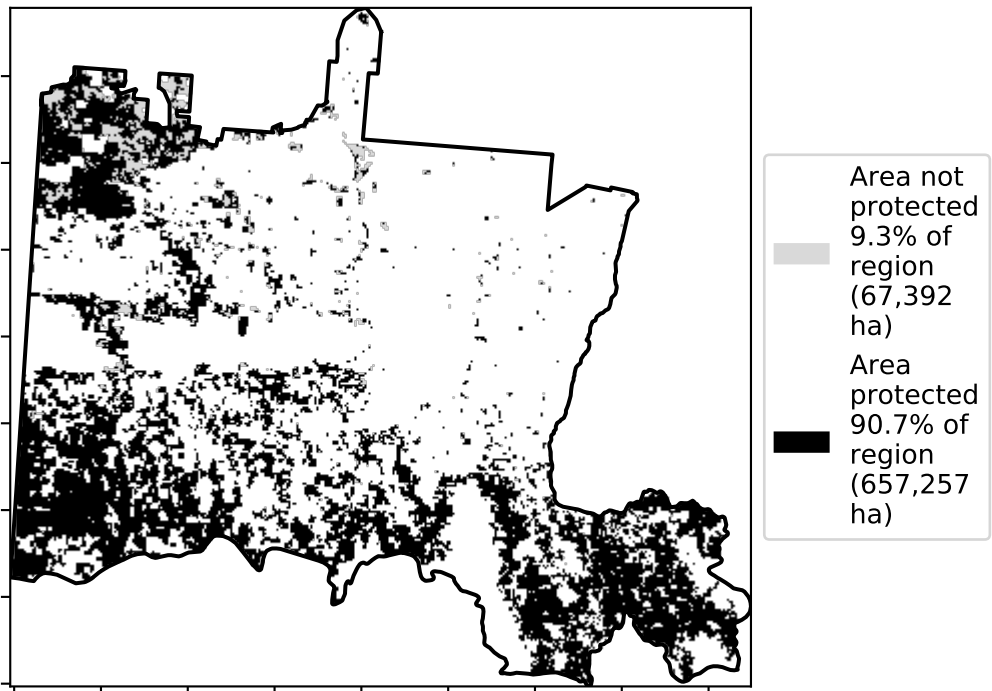 Area not
protected
9.3% of
region
(67,392
ha)
Area
protected
90.7% of
region
(657,257
ha)